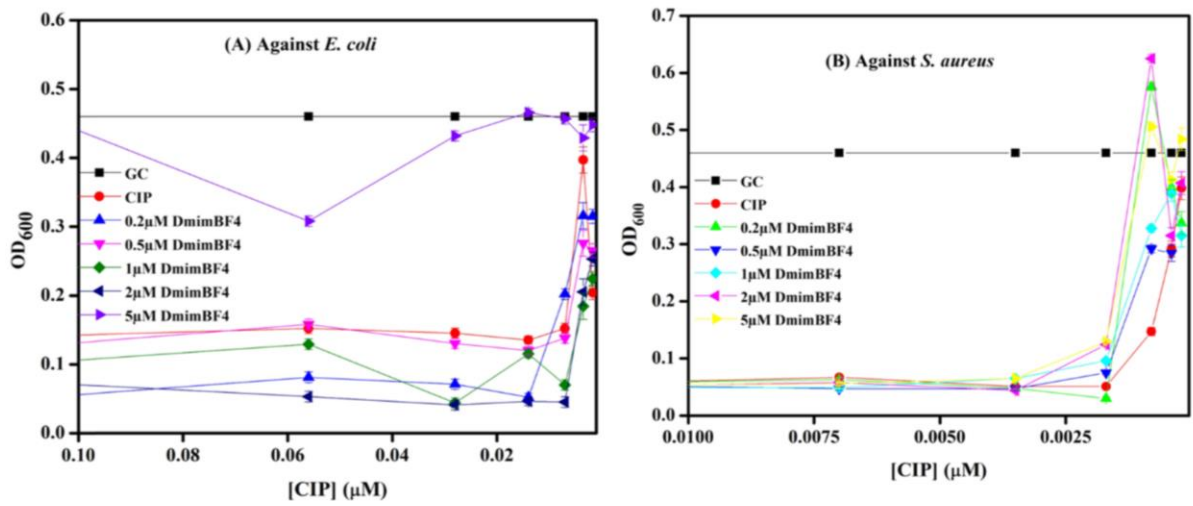 (A) Against E. coli
OD600
0.6
0.5
0.4
0.3
0.2
0.1
0.0
GC
CIP
0.2µM DmimBF4
0.5µM DmimBF4
1µM DmimBF4
2µM DmimBF4
5µM DmimBF4
0.10
0.08
0.06
0.04
0.02
[CIP] (µM)
(B) Against S. aureus
OD600
0.7
0.6
0.5
0.4
0.3
0.2
0.1
0.0
GC
CIP
0.2µM DmimBF4
0.5µM DmimBF4
1µM DmimBF4
2µM DmimBF4
5µM DmimBF4
0.0100
0.0075
0.0050
0.0025
[CIP] (µM)